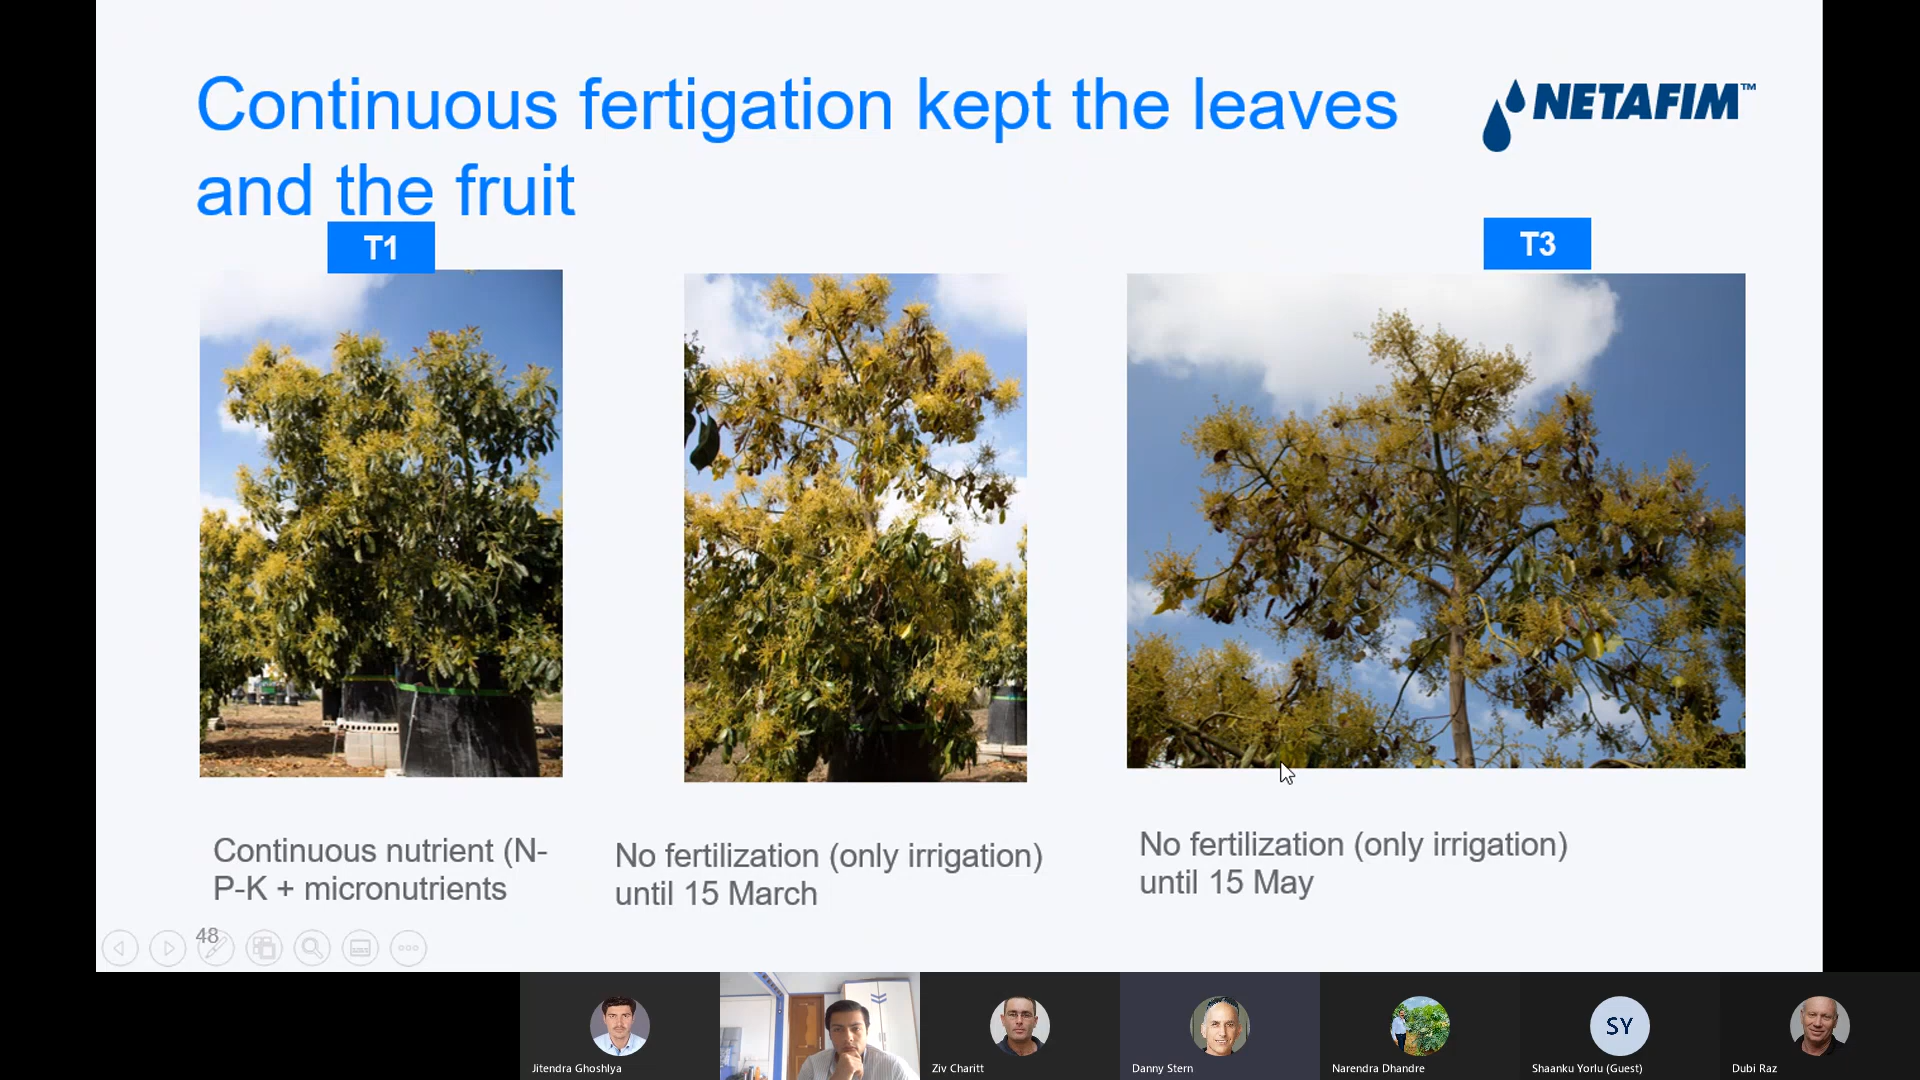 Continuous fertigation kept the leaves
and the fruit
NETAFIM™
T1
T3
Continuous nutrient (N-
P-K + micronutrients
No fertilization (only irrigation)
until 15 March
No fertilization (only irrigation)
until 15 May
48
Jitendra Ghoshlya
Ziv Charitt
Danny Stern
Narendra Dhandre
SY
Shaanku Yorlu (Guest)
Dubi Raz